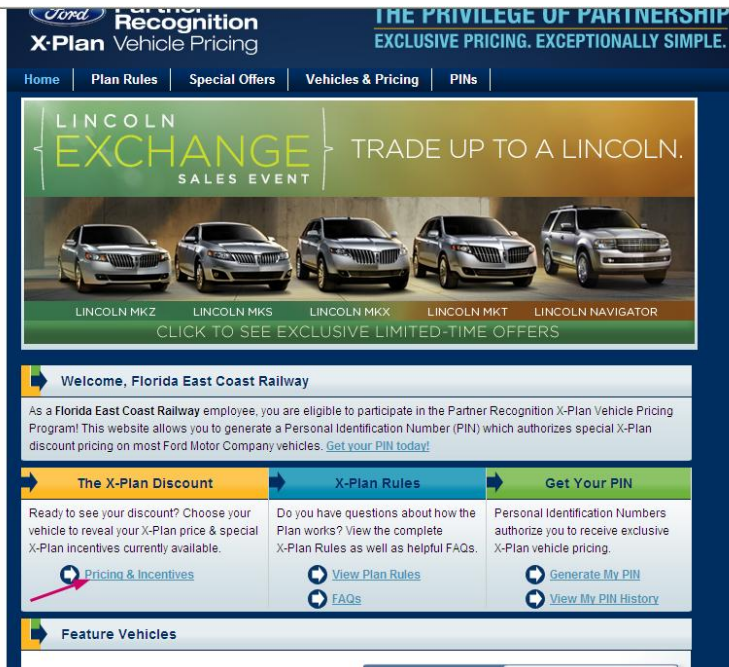 Ford
Partner
Recognition
X-Plan Vehicle Pricing
THE PRIVILEGE OF PARTNERSHIP
EXCLUSIVE PRICING. EXCEPTIONALLY SIMPLE.
Home Plan Rules Special Offers Vehicles & Pricing PINs
LINCOLN
EXCHANGE
SALES EVENT
TRADE UP TO A LINCOLN.
LINCOLN MKZ LINCOLN MKS LINCOLN MKX LINCOLN MKT LINCOLN NAVIGATOR
CLICK TO SEE EXCLUSIVE LIMITED-TIME OFFERS
Welcome, Florida East Coast Railway
As a Florida East Coast Railway employee, you are eligible to participate in the Partner Recognition X-Plan Vehicle Pricing
Program! This website allows you to generate a Personal Identification Number (PIN) which authorizes special X-Plan
discount pricing on most Ford Motor Company vehicles. Get your PIN today!
The X-Plan Discount
Ready to see your discount? Choose your
vehicle to reveal your X-Plan price & special
X-Plan incentives currently available.
Pricing & Incentives
X-Plan Rules
Do you have questions about how the
Plan works? View the complete
X-Plan Rules as well as helpful FAQs.
View Plan Rules
FAQs
Get Your PIN
Personal Identification Numbers
authorize you to receive exclusive
X-Plan vehicle pricing.
Generate My PIN
View My PIN History
Feature Vehicles